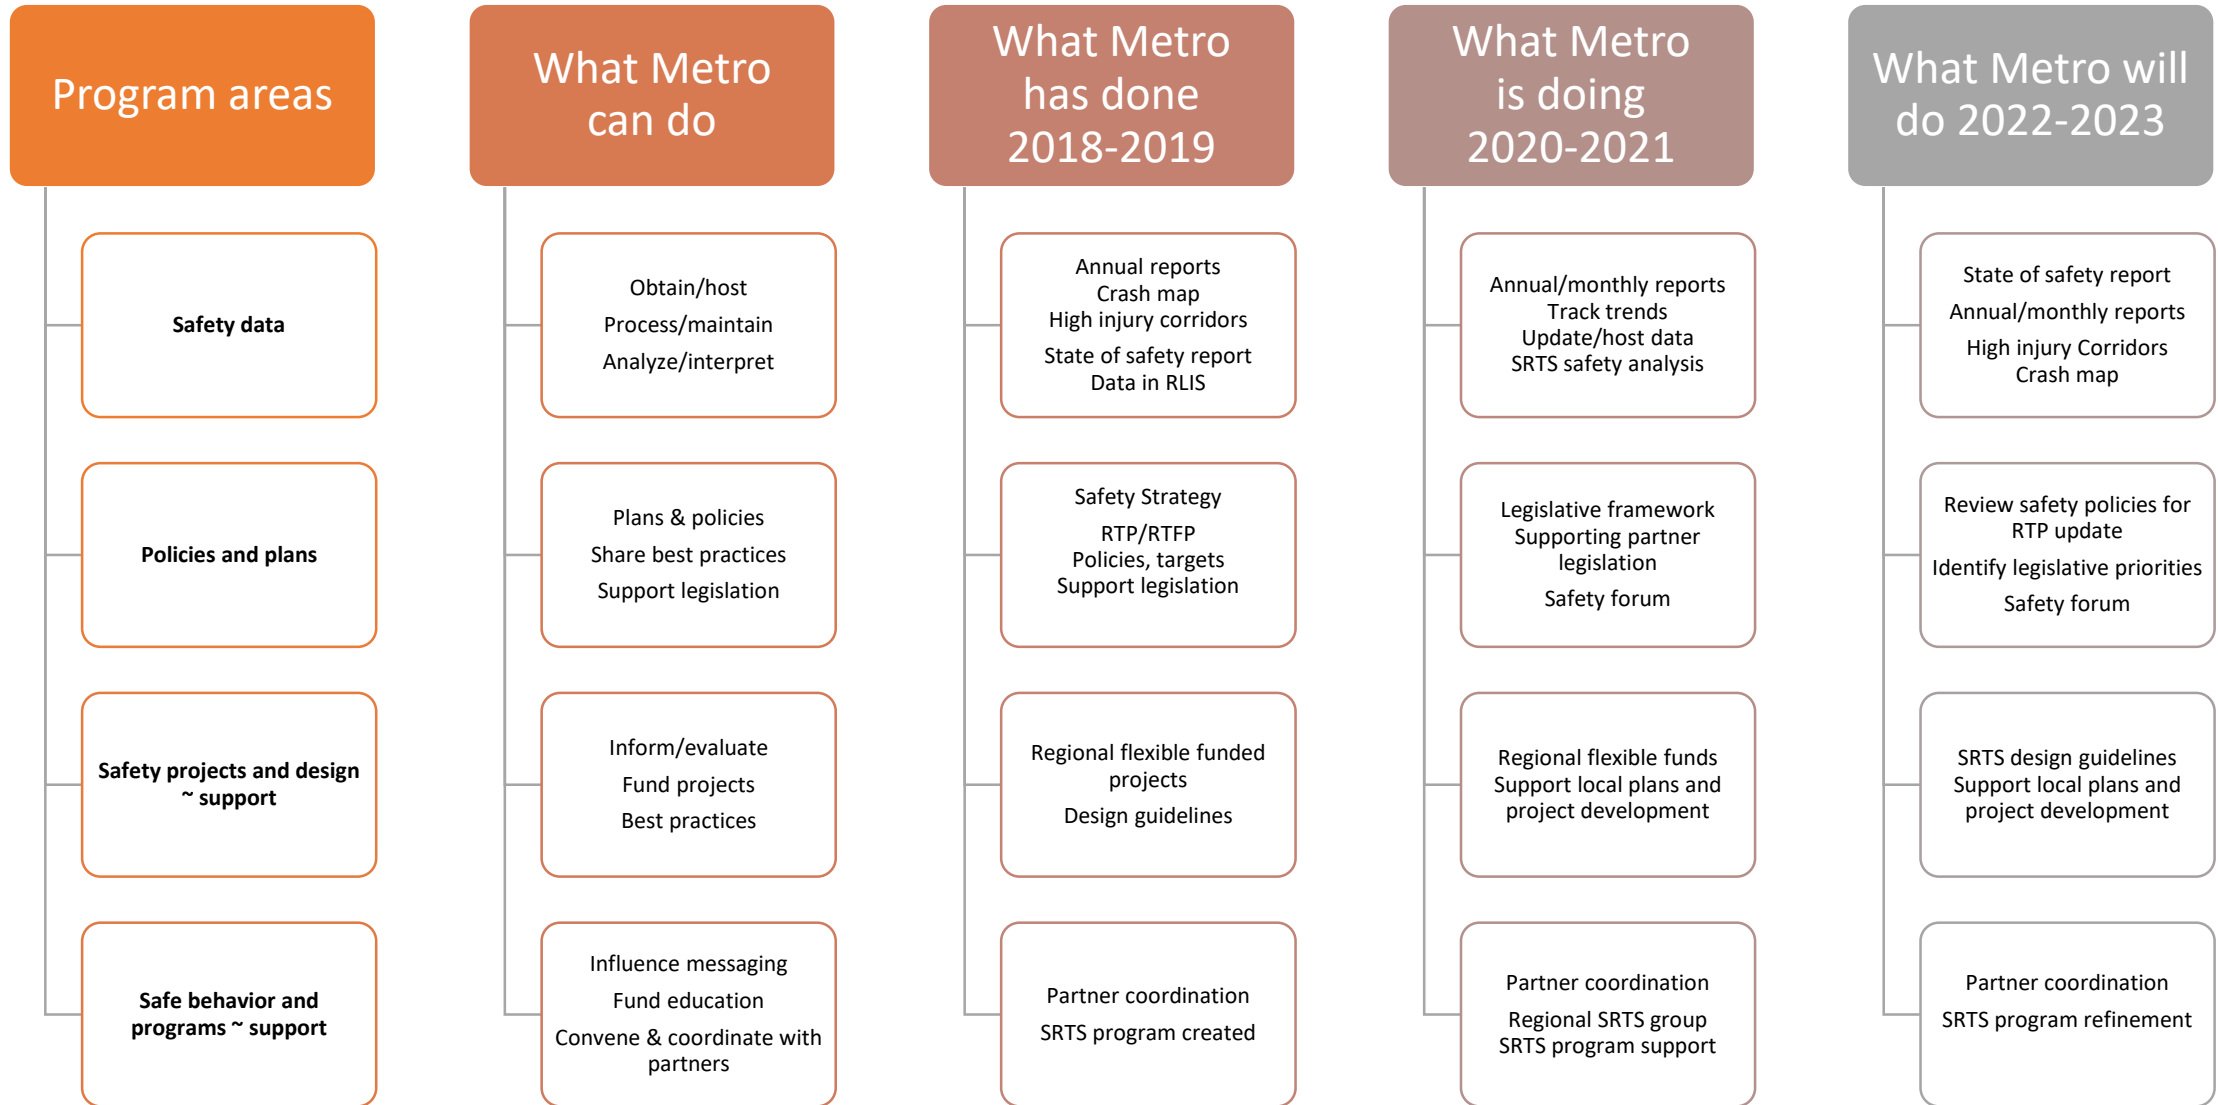 Program areas
Safety data
Policies and plans
Safety projects and design
~ support
Safe behavior and
programs ~ support
What Metro
can do
Obtain/host
Process/maintain
Analyze/interpret
Plans & policies
Share best practices
Support legislation
Inform/evaluate
Fund projects
Best practices
Influence messaging
Fund education
Convene & coordinate with
partners
What Metro
has done
2018-2019
Annual reports
Crash map
High injury corridors
State of safety report
Data in RLIS
Safety Strategy
RTP/RTFP
Policies, targets
Support legislation
Regional flexible funded
projects
Design guidelines
Partner coordination
SRTS program created
What Metro
is doing
2020-2021
Annual/monthly reports
Track trends
Update/host data
SRTS safety analysis
Legislative framework
Supporting partner
legislation
Safety forum
Regional flexible funds
Support local plans and
project development
Partner coordination
Regional SRTS group
SRTS program support
What Metro will
do 2022-2023
State of safety report
Annual/monthly reports
High injury Corridors
Crash map
Review safety policies for
RTP update
Identify legislative priorities
Safety forum
SRTS design guidelines
Support local plans and
project development
Partner coordination
SRTS program refinement